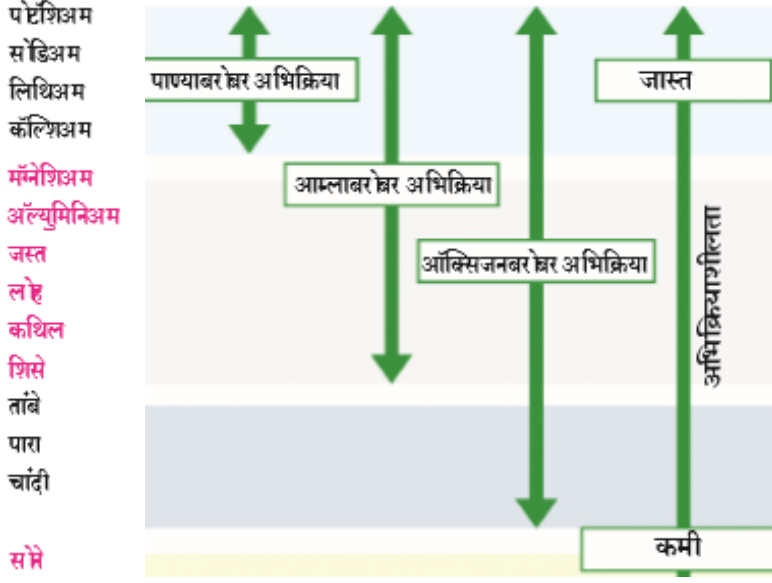 पोटॅशिअम
सोडिअम
लिथिअम
कॅल्शिअम
मॅग्नेशिअम
अॅल्युमिनिअम
जस्त
लोह
कथिल
शिसे
तांबे
पारा
चांदी
सोने
पाण्याबरोबर अभिक्रिया
आम्लाबरोबर अभिक्रिया
ऑक्सिजनबरोबर अभिक्रिया
जास्त
अभिक्रियाशीलता
कमी